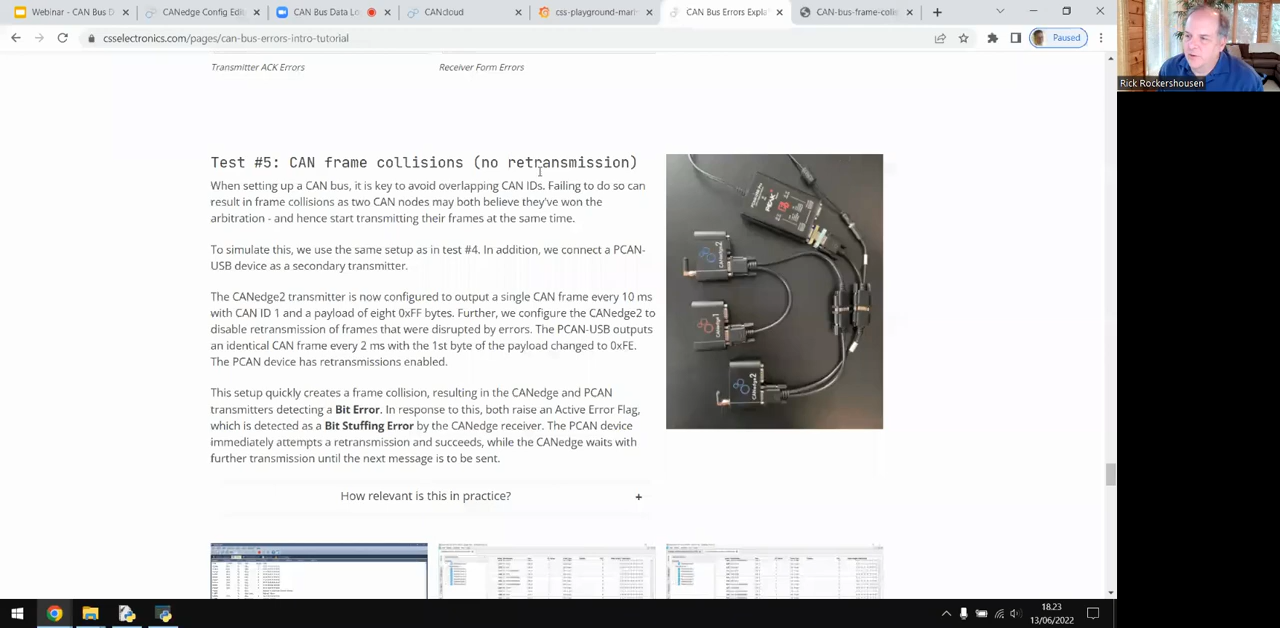 Webinar - CAN Bus D
CANedge Config Edi
CAN Bus Data Lo
CANcloud
css-playground-mari
CAN Bus Errors Expla
CAN-bus-frame-coll
csselectronics.com/pages/can-bus-errors-intro-tutorial
Paused
Rick Rockershousen
Transmitter ACK Errors
Receiver Form Errors
Test #5: CAN frame collisions (no retransmission)
When setting up a CAN bus, it is key to avoid overlapping CAN IDs. Failing to do so can
result in frame collisions as two CAN nodes may both believe they've won the
arbitration - and hence start transmitting their frames at the same time.
To simulate this, we use the same setup as in test #4. In addition, we connect a PCAN-
USB device as a secondary transmitter.
The CANedge2 transmitter is now configured to output a single CAN frame every 10 ms
with CAN ID 1 and a payload of eight 0xFF bytes. Further, we configure the CANedge2 to
disable retransmission of frames that were disrupted by errors. The PCAN-USB outputs
an identical CAN frame every 2 ms with the 1st byte of the payload changed to 0xFE.
The PCAN device has retransmissions enabled.
This setup quickly creates a frame collision, resulting in the CANedge and PCAN
transmitters detecting a Bit Error. In response to this, both raise an Active Error Flag,
which is detected as a Bit Stuffing Error by the CANedge receiver. The PCAN device
immediately attempts a retransmission and succeeds, while the CANedge waits with
further transmission until the next message is to be sent.
How relevant is this in practice?
+
PEAK
CANedge2
CANedge1
CANedge2
18.23
13/06/2022